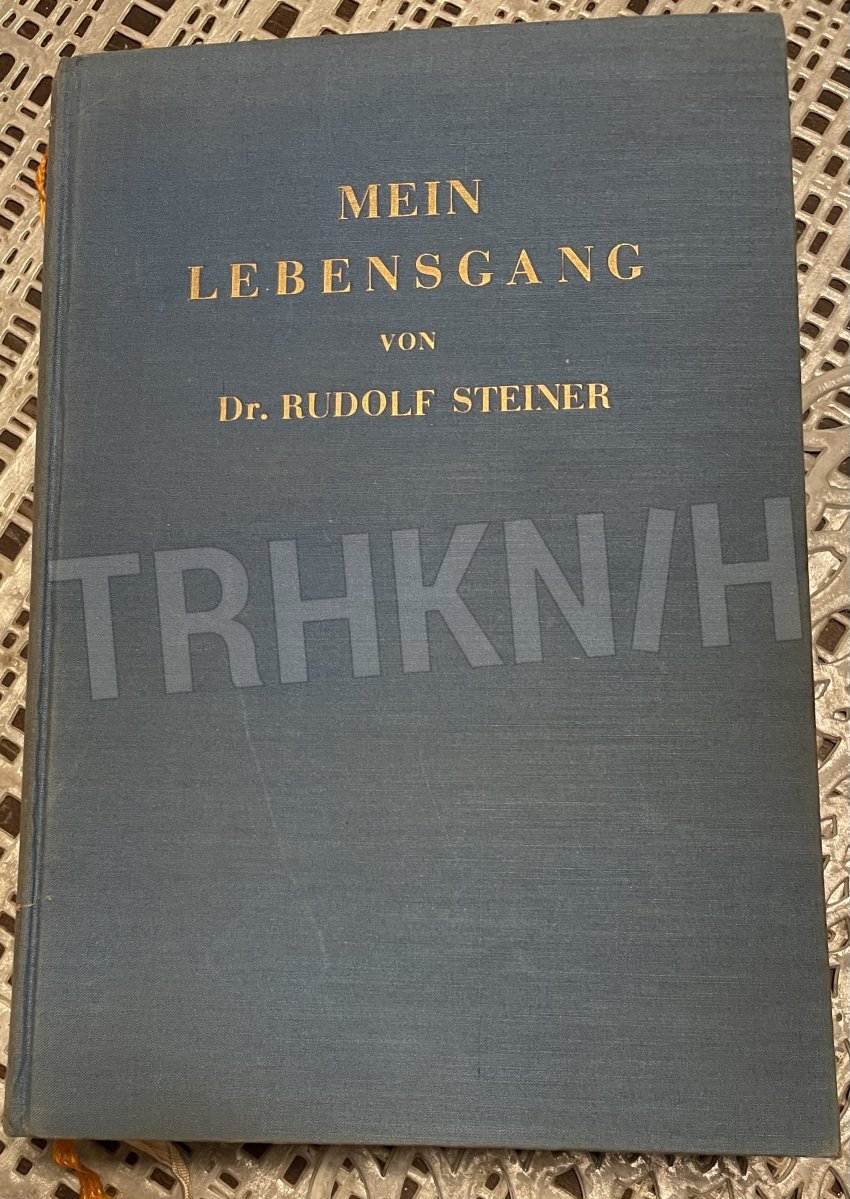 MEIN
LEBENSGANG
VON
Dr. RUDOLF STEINER
TRHKN/H